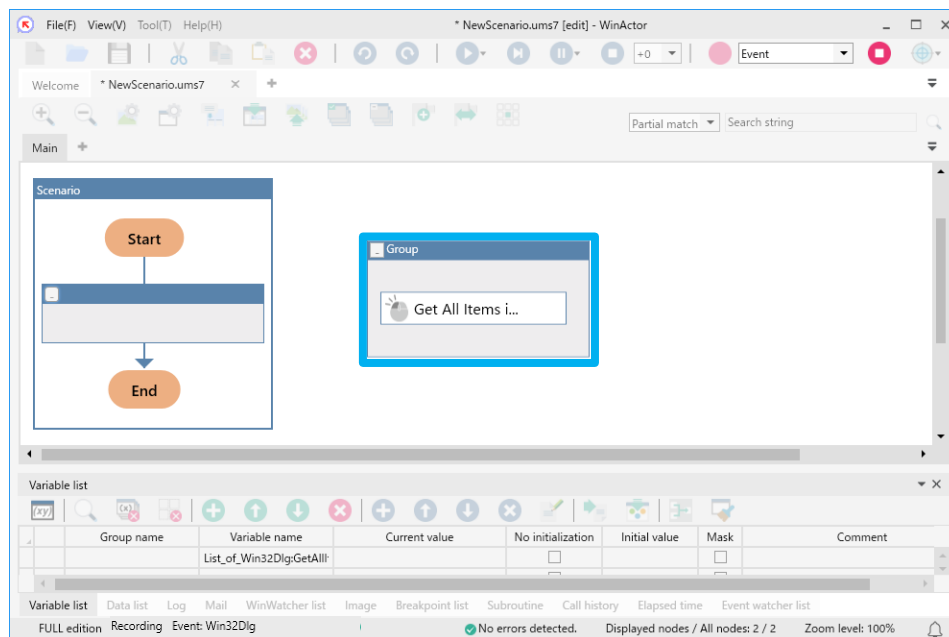 File(F) View(V) Tool(T) Help(H) * NewScenario.ums7 [edit] - WinActor
+0 Event
Welcome * NewScenario.ums7
Partial match Search string
Main
Scenario
Start
End
Group
Get All Items i...
Variable list
Group name Variable name Current value No initialization Initial value Mask Comment
List_of_Win32Dlg:GetAllI
Variable list Data list Log Mail WinWatcher list Image Breakpoint list Subroutine Call history Elapsed time Event watcher list
FULL edition Recording Event: Win32Dlg No errors detected. Displayed nodes / All nodes: 2 / 2 Zoom level: 100%